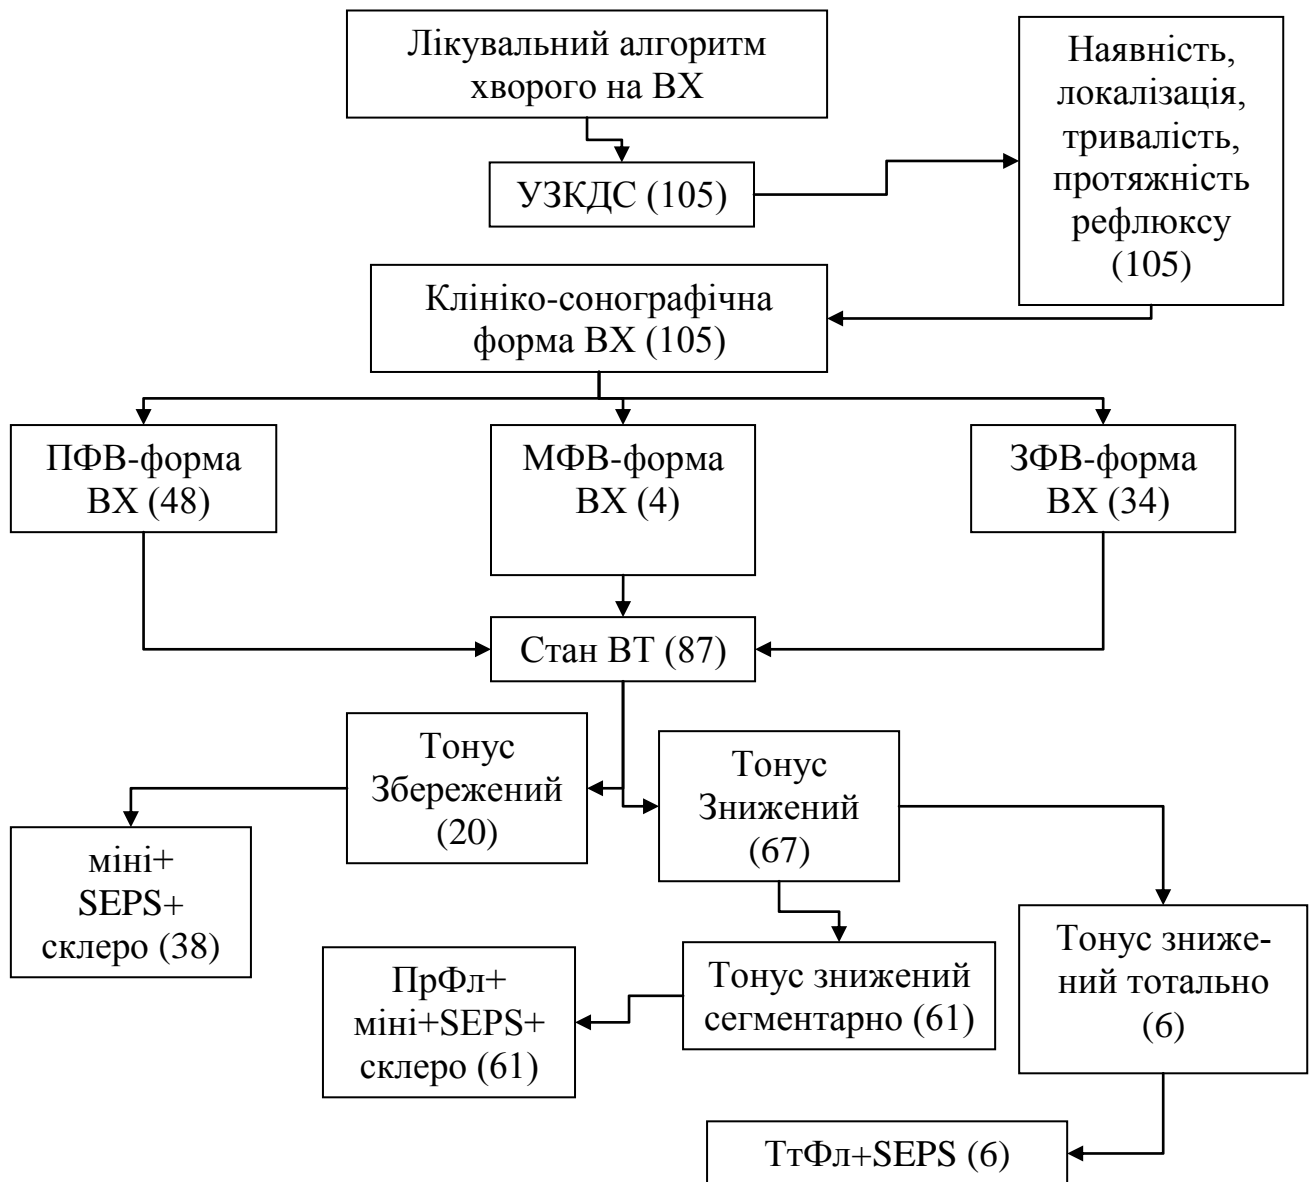 Лікувальний алгоритм
хворого на ВХ
Наявність,
локалізація,
тривалість,
протяжність
рефлюксу
(105)
УЗКДС (105)
Клініко-сонографічна
форма ВХ (105)
ПФВ-форма
ВХ (48)
МФВ-форма
ВХ (4)
ЗФВ-форма
ВХ (34)
Стан ВТ (87)
Тонус
Збережений
(20)
Тонус
Знижений
(67)
міні+
SEPS+
склеро (38)
ПрФл+
міні+SEPS+
склеро (61)
Тонус знижений
сегментарно (61)
Тонус зниже-
ний тотально
(6)
ТтФл+SEPS (6)